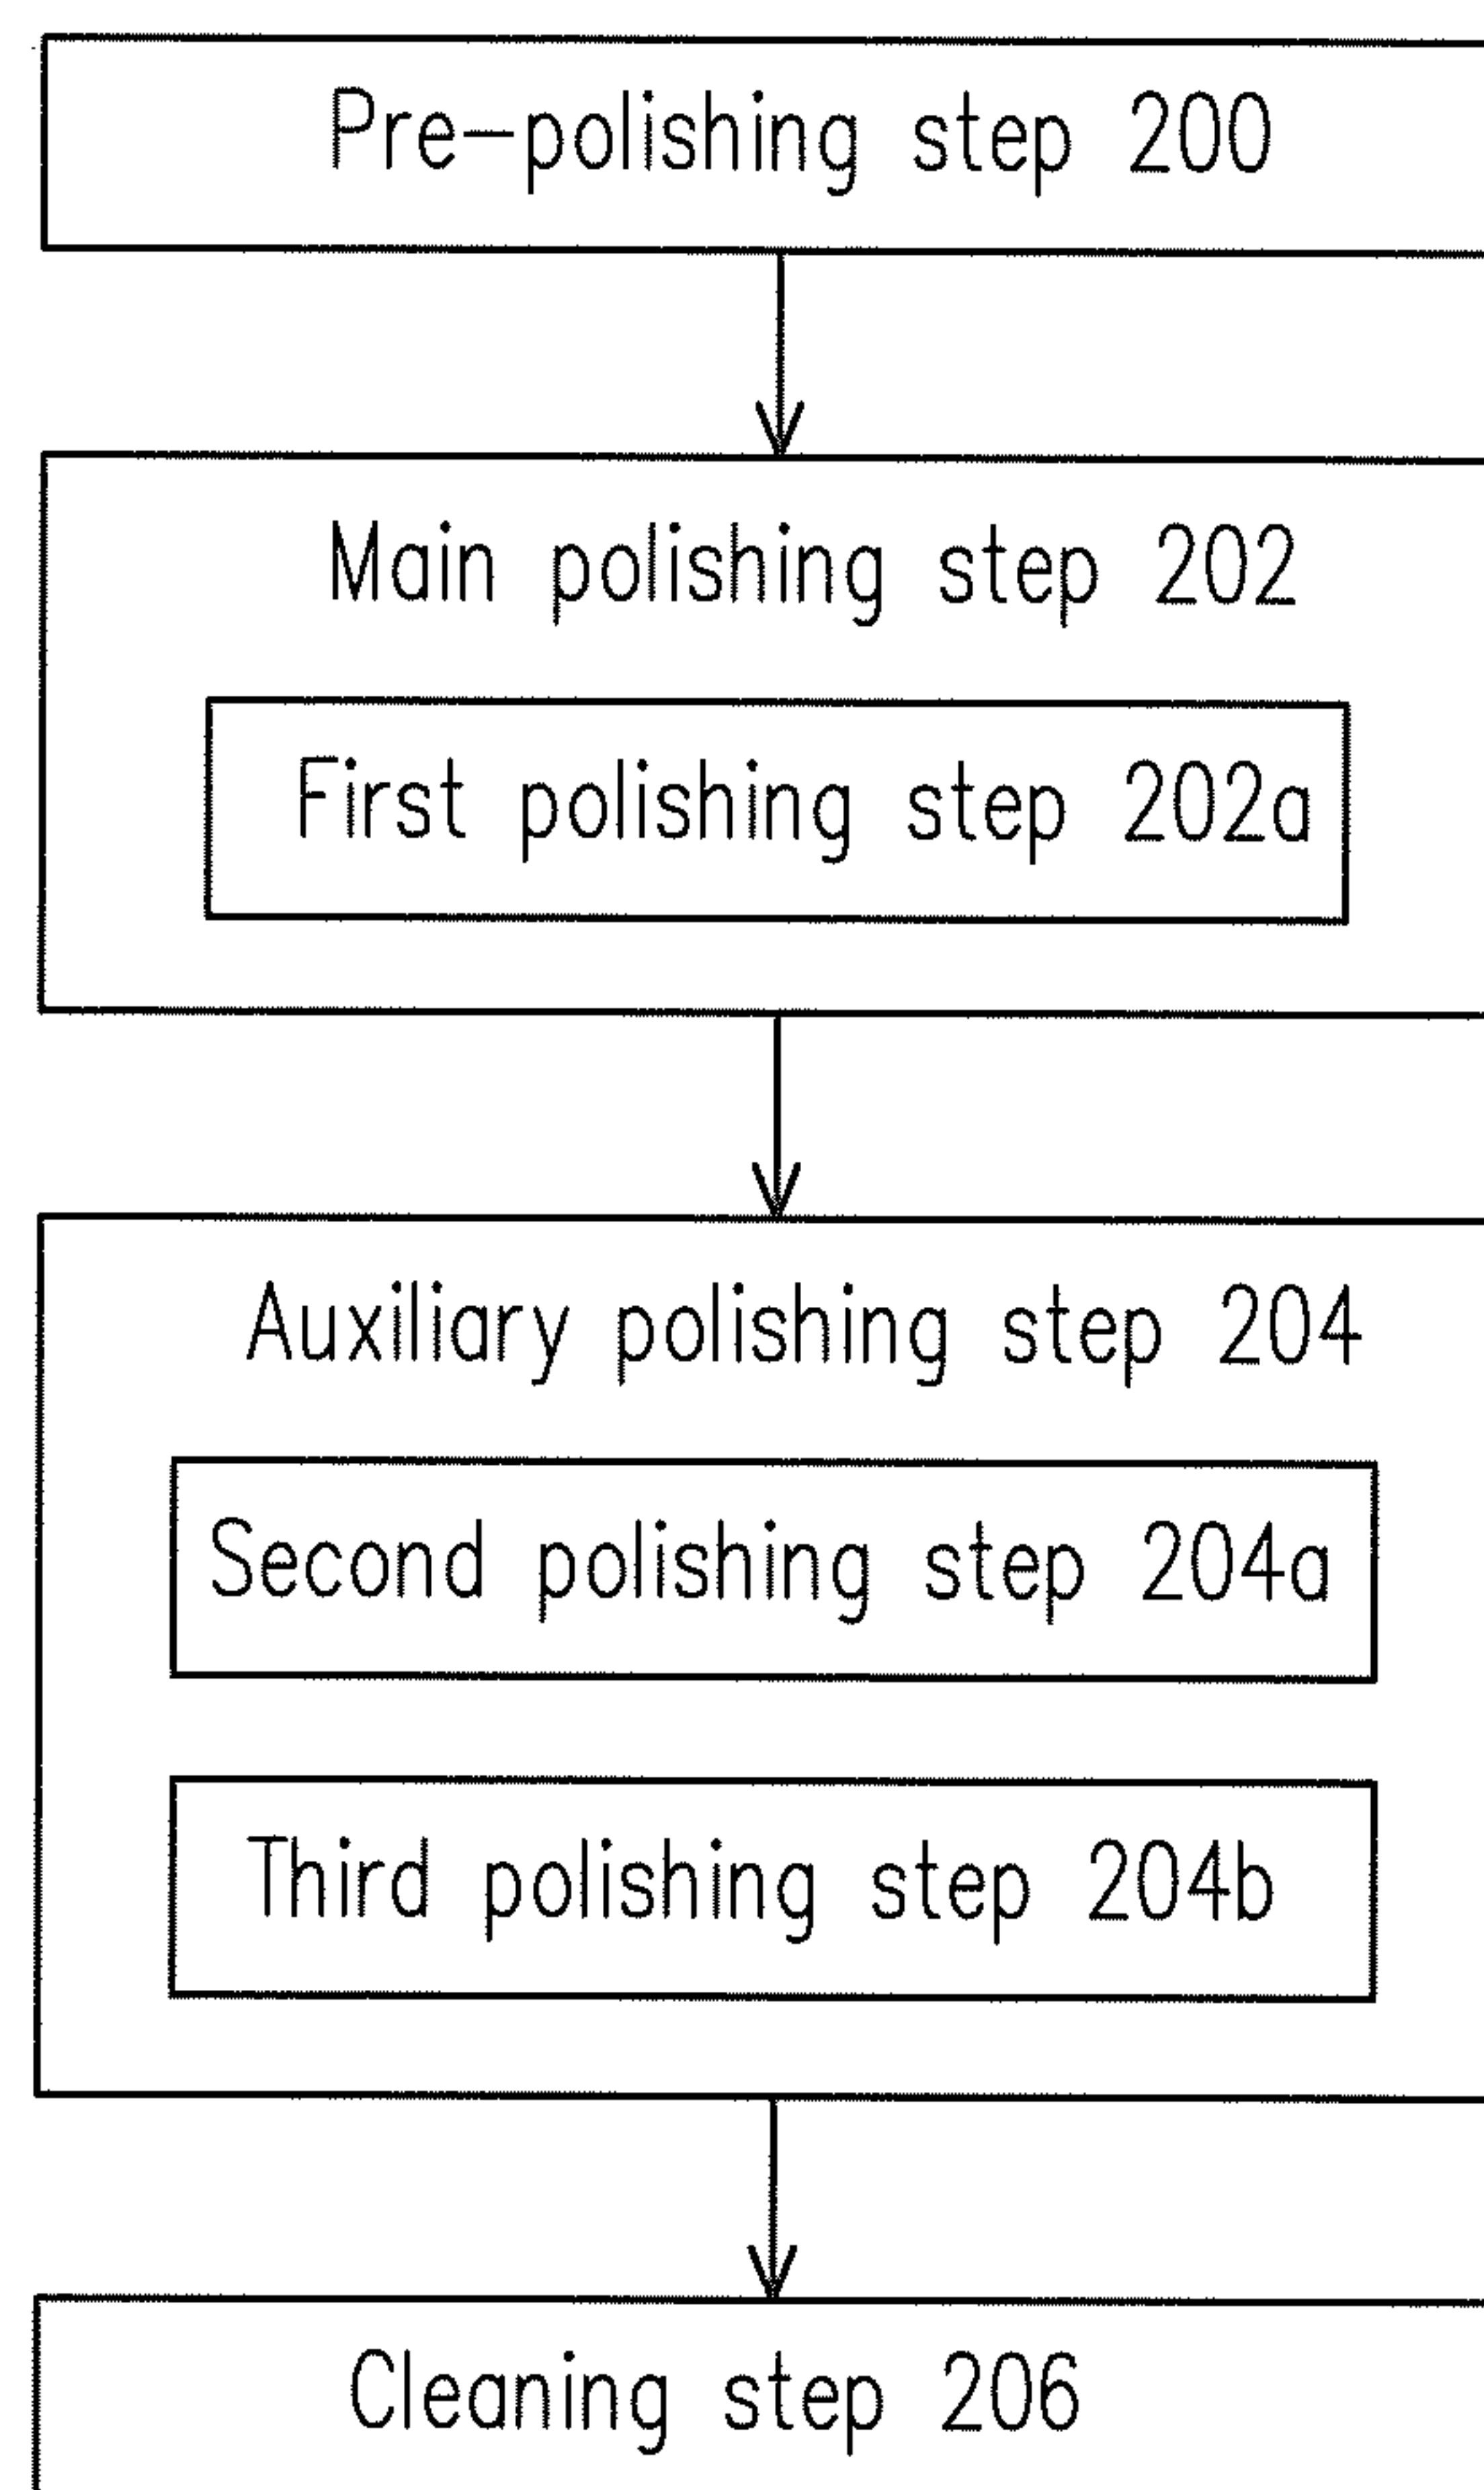 Pre-polishing step 200
Main polishing step 202
First polishing step 202a
Auxiliary polishing step 204
Second polishing step 204a
Third polishing step 204b
Cleaning step 206